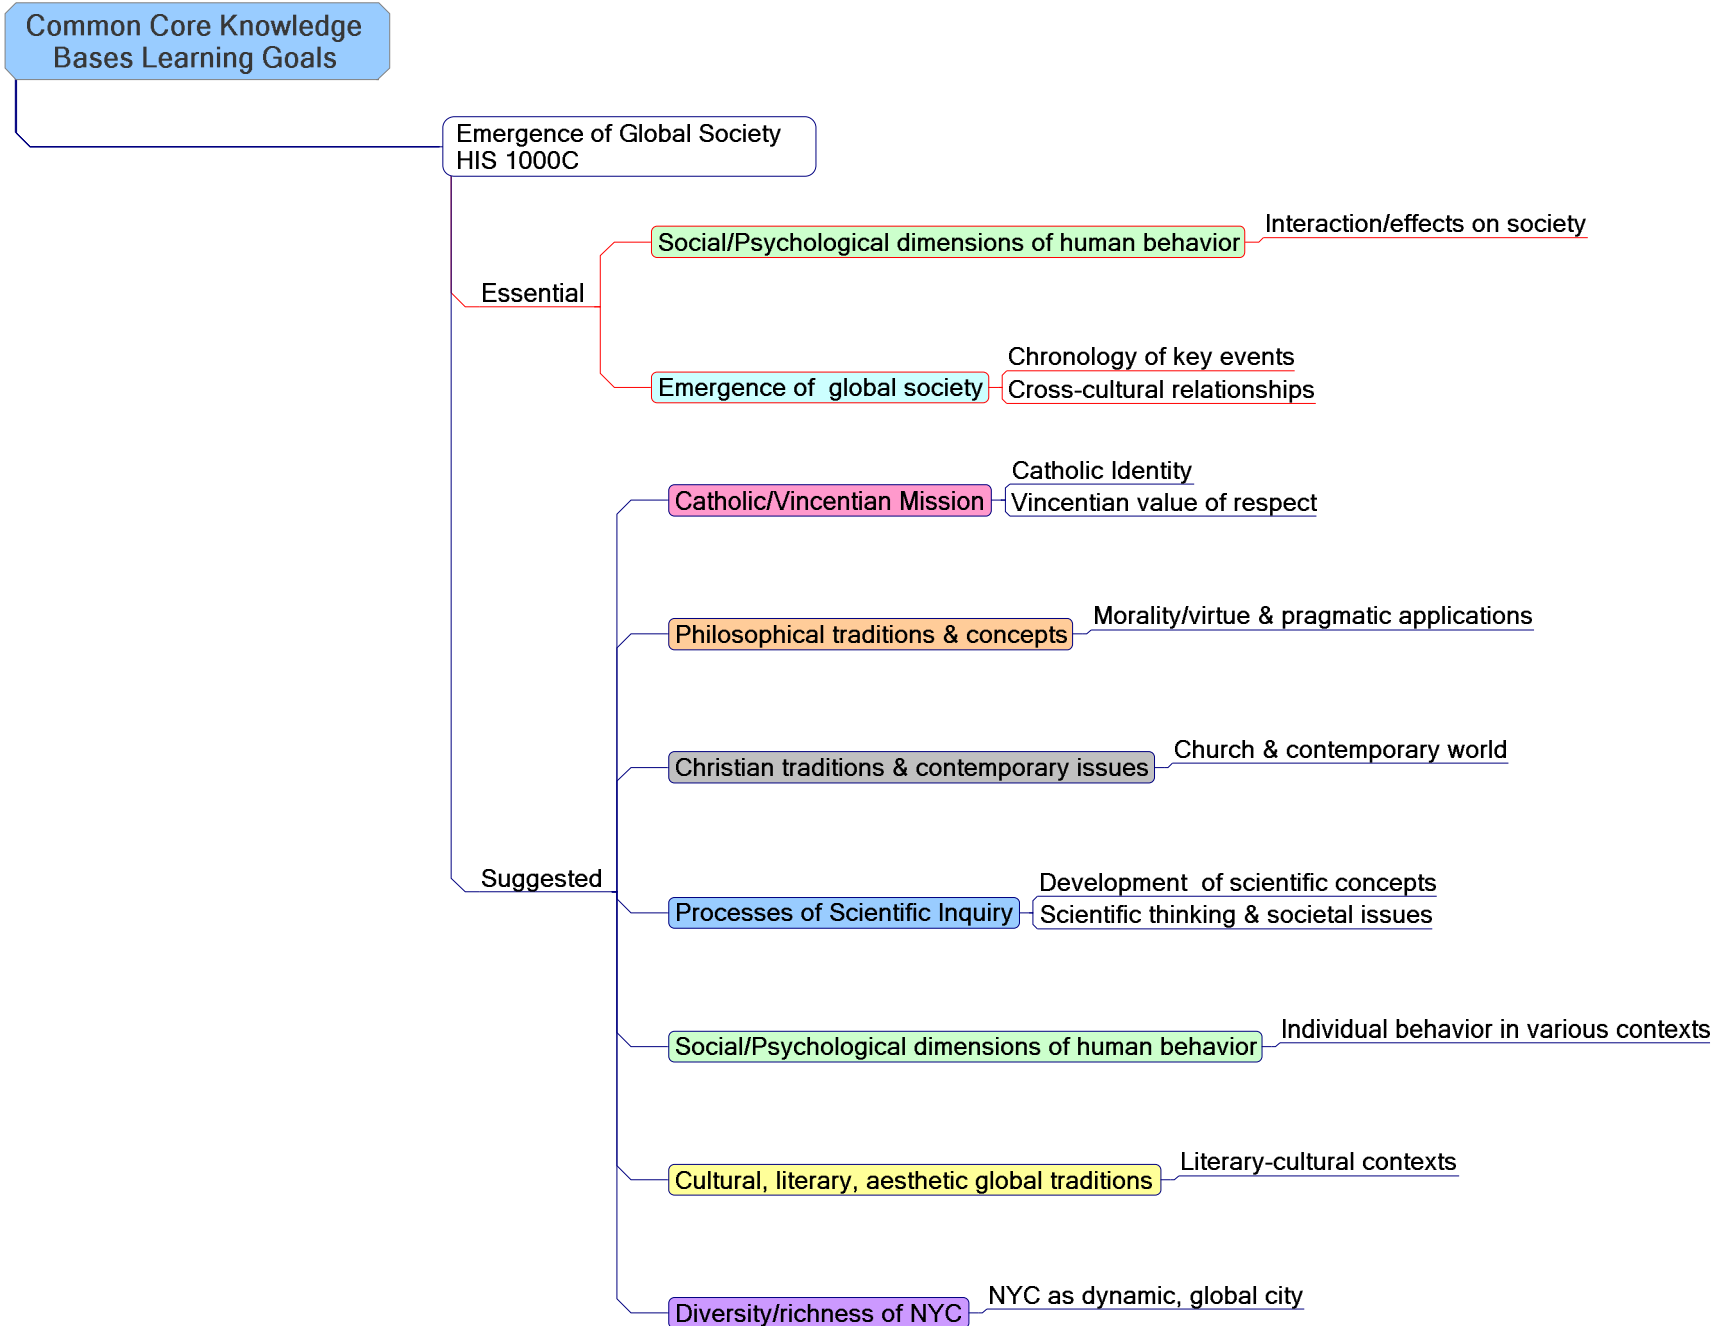 Common Core Knowledge
Bases Learning Goals
Emergence of Global Society
HIS 1000C
Essential
Social/Psychological dimensions of human behavior
Interaction/effects on society
Emergence of  global society
Chronology of key events
Cross-cultural relationships
Suggested
Catholic/Vincentian Mission
Catholic Identity
Vincentian value of respect
Philosophical traditions & concepts
Morality/virtue & pragmatic applications
Christian traditions & contemporary issues
Church & contemporary world
Processes of Scientific Inquiry
Development  of scientific concepts
Scientific thinking & societal issues
Social/Psychological dimensions of human behavior
Individual behavior in various contexts
Cultural, literary, aesthetic global traditions
Literary-cultural contexts
Diversity/richness of NYC
NYC as dynamic, global city